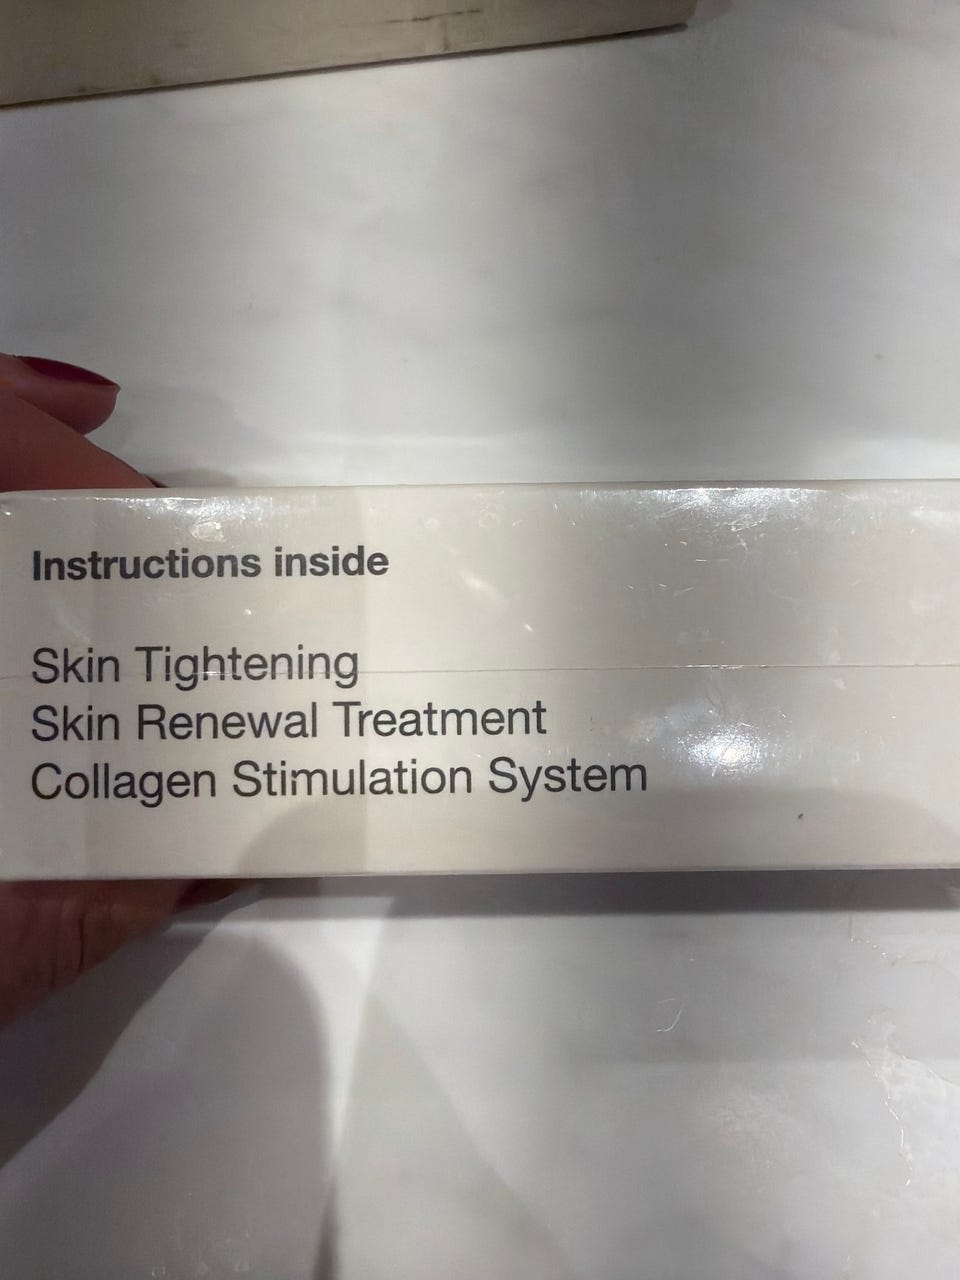 Instructions inside
Skin Tightening
Skin Renewal Treatment
Collagen Stimulation System